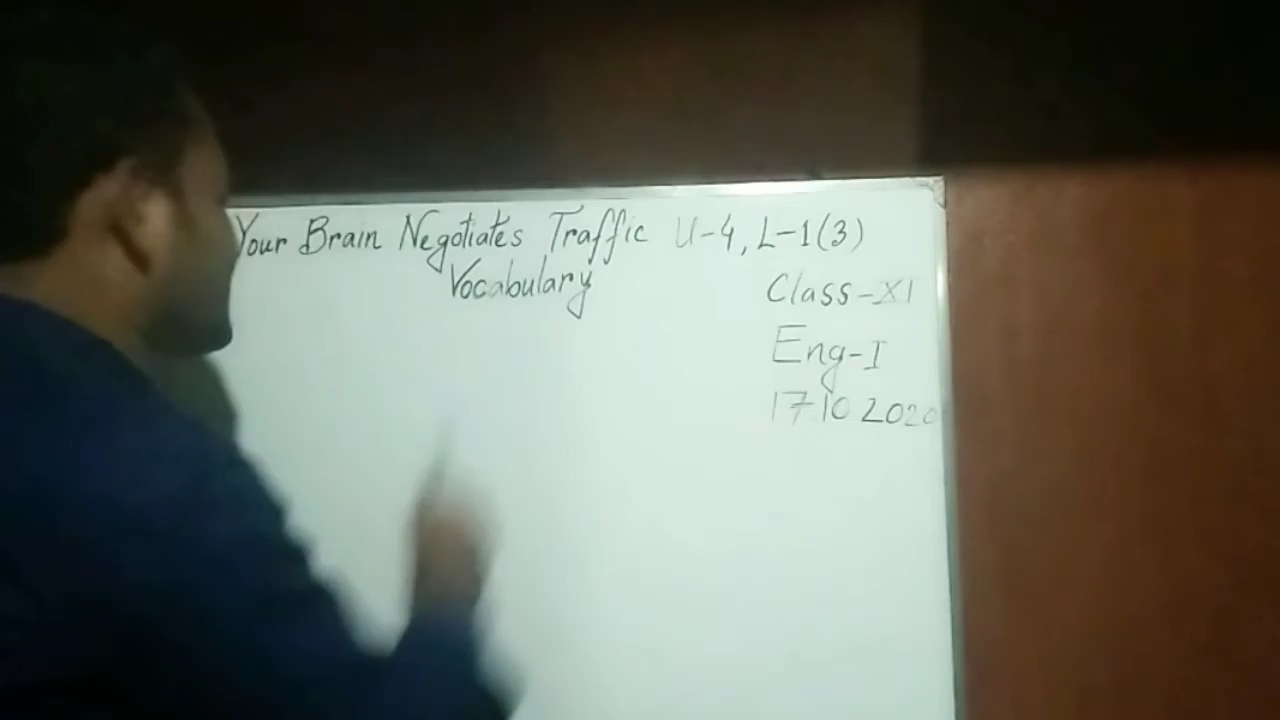 Your Brain Negotiates Traffic U-4, L-1(3)
Vocabulary
Class-XI
Eng-I
17 10 2020